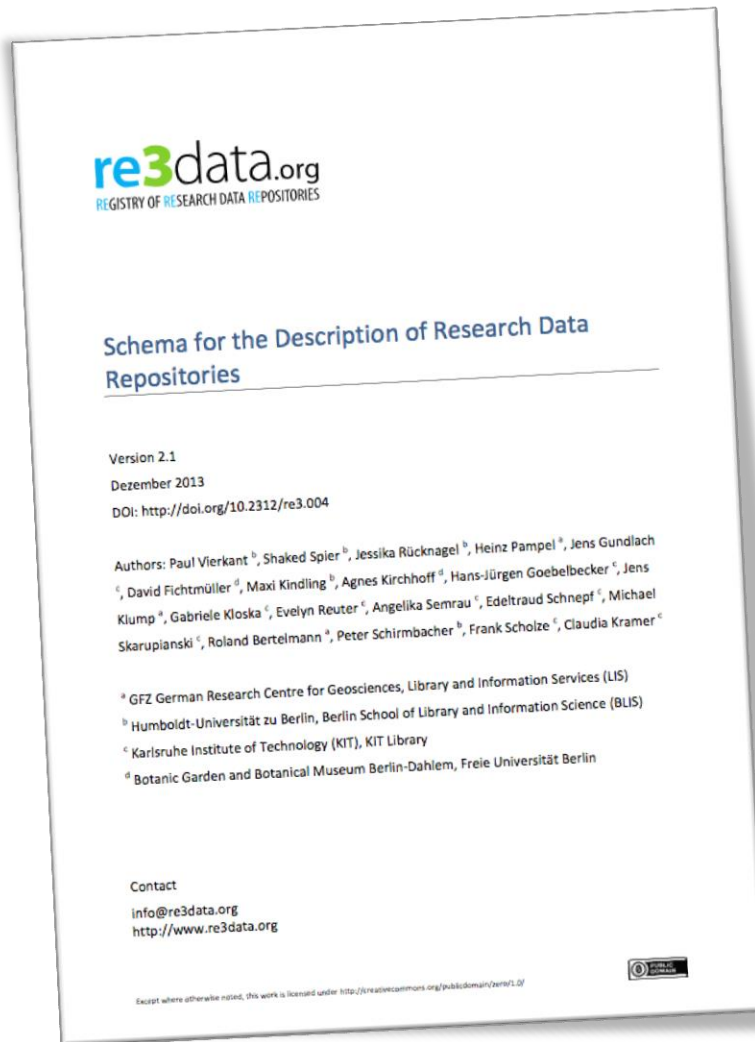 re3data.org
REGISTRY OF RESEARCH DATA REPOSITORIES
Schema for the Description of Research Data
Repositories
Version 2.1
Dezember 2013
DOI: http://doi.org/10.2312/re3.004
Authors: Paul Vierkant ᵇ, Shaked Spier ᵇ, Jessika Rücknagel ᵇ, Heinz Pampel ᵃ, Jens Gundlach
ᶜ, David Fichtmüller ᵈ, Maxi Kindling ᵇ, Agnes Kirchhoff ᵈ, Hans-Jürgen Goebelbecker ᶜ, Jens
Klump ᵃ, Gabriele Kloska ᶜ, Evelyn Reuter ᶜ, Angelika Semrau ᶜ, Edeltraud Schnepf ᶜ, Michael
Skarupianski ᶜ, Roland Bertelmann ᵃ, Peter Schirmbacher ᵇ, Frank Scholze ᶜ, Claudia Kramer ᶜ
ᵃ GFZ German Research Centre for Geosciences, Library and Information Services (LIS)
ᵇ Humboldt-Universität zu Berlin, Berlin School of Library and Information Science (BLIS)
ᶜ Karlsruhe Institute of Technology (KIT), KIT Library
ᵈ Botanic Garden and Botanical Museum Berlin-Dahlem, Freie Universität Berlin
Contact
info@re3data.org
http://www.re3data.org
Except where otherwise noted, this work is licensed under http://creativecommons.org/publicdomain/zero/1.0/
PUBLIC
DOMAIN